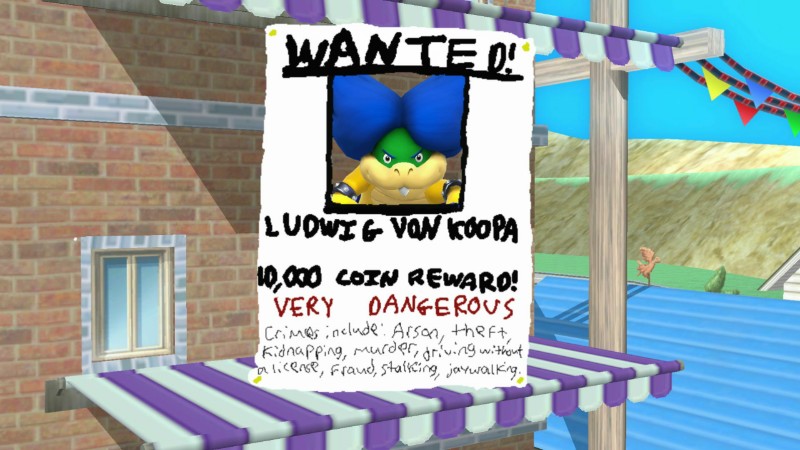 WANTED!
LUDWIG VON KOOPA
10,000 COIN REWARD!
VERY DANGEROUS
Crimes include: Arson, theft,
Kidnapping, murder, driving without
a license, Fraud, stalking, jaywalking.